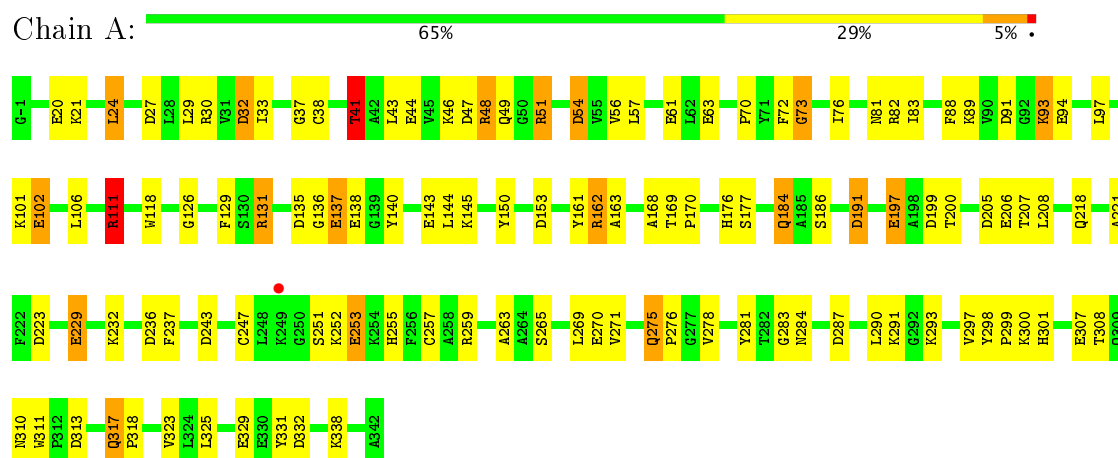 Chain A:
65% 29% 5% •
G-1 E20 K21 L24 D27 L28 L29 R30 V31 D32 I33 G37 C38 T41 A42 L43 E44 V45 K46 D47 R48 Q49 G50 R51 D54 V55 V56 L57 E61 L62 E63 P70 Y71 F72 G73 I76 N81 R82 I83 F88 K89 V90 D91 G92 K93 E94 L97
K101 E102 L106 R111 W118 G126 F129 S130 R131 D135 G136 E137 E138 G139 Y140 E143 L144 K145 Y150 D153 Y161 R162 A163 A168 T169 P170 H176 S177 Q184 A185 S186 D191 E197 A198 D199 T200 D205 E206 T207 L208 Q218 A221
F222 D223 E229 K232 D236 F237 D243 C247 L248 K249 G250 S251 K252 E253 K254 H255 F256 C257 A258 R259 A263 A264 S265 L269 E270 V271 Q275 P276 G277 V278 Y281 T282 G283 N284 D287 L290 K291 G292 K293 V297 Y298 P299 K300 H301 E307 T308
N310 W311 P312 D313 Q317 P318 V323 L324 L325 E329 E330 Y331 D332 K338 A342